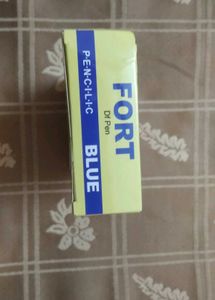 FORT
Df Pen
BLUE
P-E-N-C-I-L-I-C